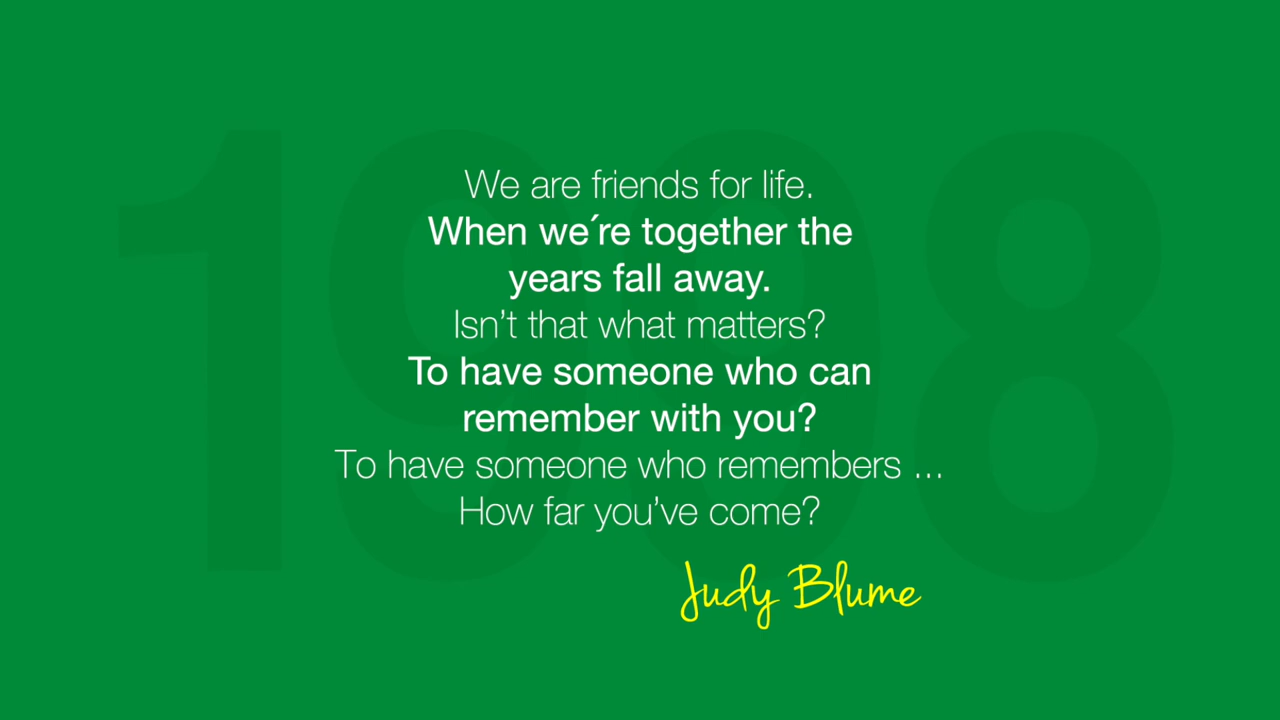 1998
We are friends for life.
When we´re together the
years fall away.
Isn’t that what matters?
To have someone who can
remember with you?
To have someone who remembers ...
How far you’ve come?
Judy Blume